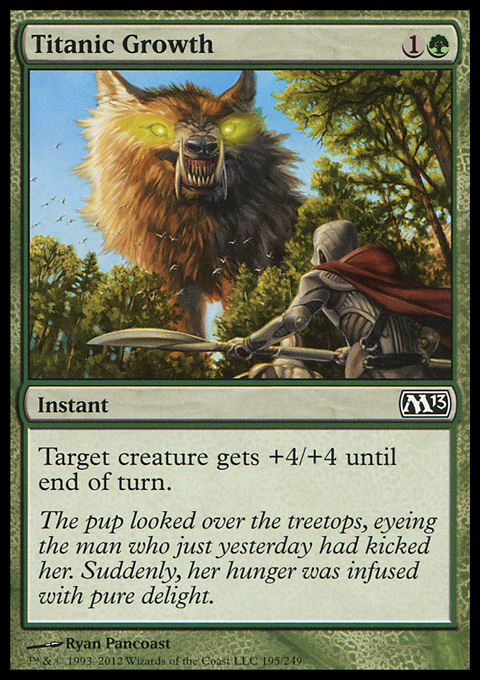 Titanic Growth 1
Instant M13
Target creature gets +4/+4 until
end of turn.
The pup looked over the treetops, eyeing
the man who just yesterday had kicked
her. Suddenly, her hunger was infused
with pure delight.
Ryan Pancoast
™ & © 1993–2012 Wizards of the Coast LLC 195/249